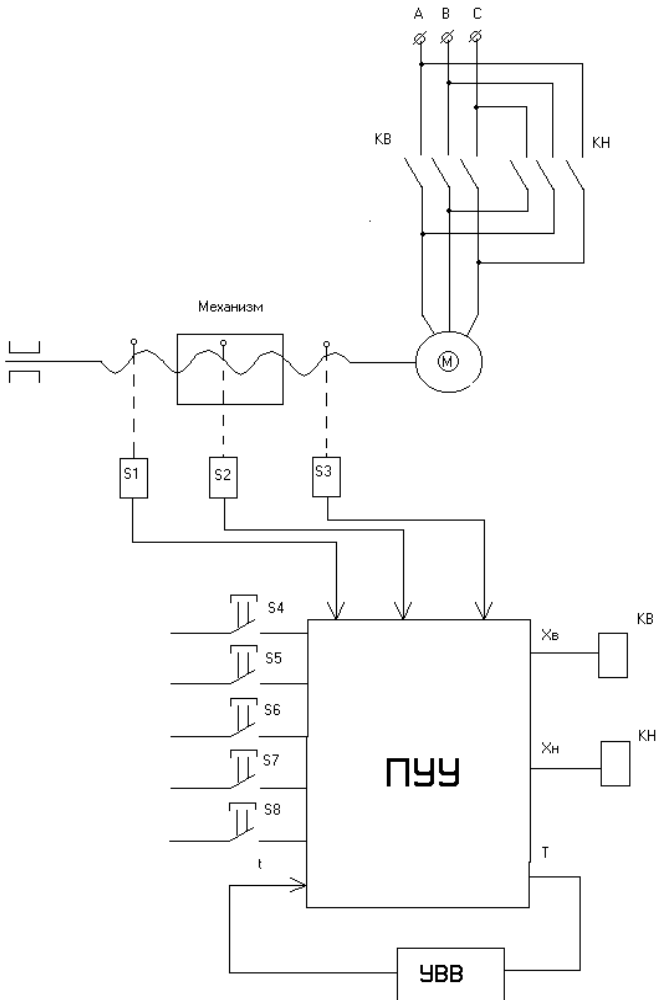 A B C
КВ КН
Механизм
М
S1 S2 S3
S4
КВ
Xв
S5
S6
КН
Xн
S7
ПУУ
S8
t
T
УВВ